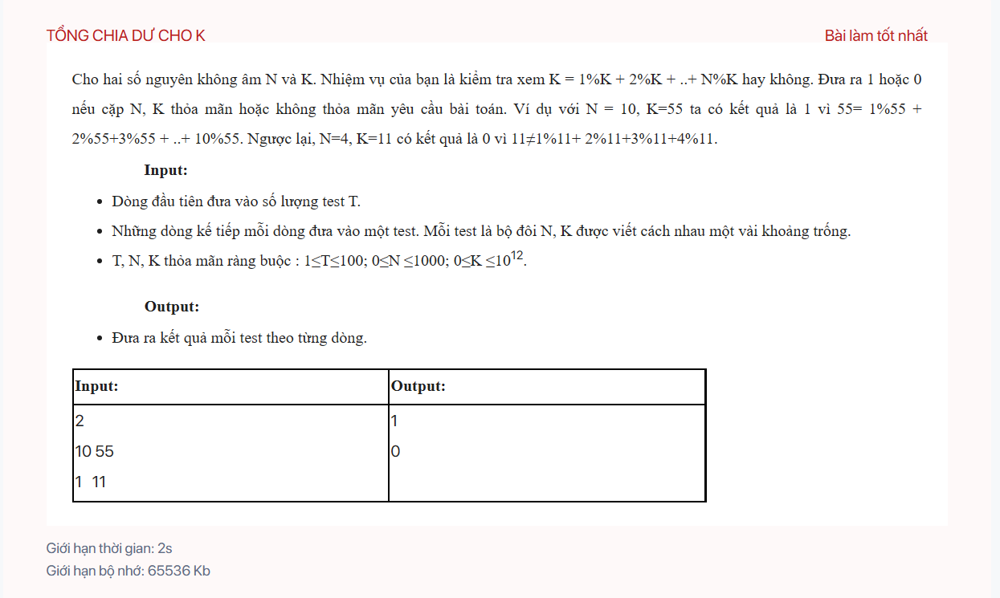 TỔNG CHIA DƯ CHO K
Bài làm tốt nhất
Cho hai số nguyên không âm N và K. Nhiệm vụ của bạn là kiểm tra xem K = 1%K + 2%K + ..+ N%K hay không. Đưa ra 1 hoặc 0
nếu cặp N, K thỏa mãn hoặc không thỏa mãn yêu cầu bài toán. Ví dụ với N = 10, K=55 ta có kết quả là 1 vì 55= 1%55 +
2%55+3%55 + ..+ 10%55. Ngược lại, N=4, K=11 có kết quả là 0 vì 11≠1%11+ 2%11+3%11+4%11.
Input:
• Dòng đầu tiên đưa vào số lượng test T.
• Những dòng kế tiếp mỗi dòng đưa vào một test. Mỗi test là bộ đôi N, K được viết cách nhau một vài khoảng trống.
• T, N, K thỏa mãn ràng buộc : 1≤T≤100; 0≤N ≤1000; 0≤K ≤10¹².
Output:
• Đưa ra kết quả mỗi test theo từng dòng.
Input: Output:
2 1
10 55 0
1 11
Giới hạn thời gian: 2s
Giới hạn bộ nhớ: 65536 Kb